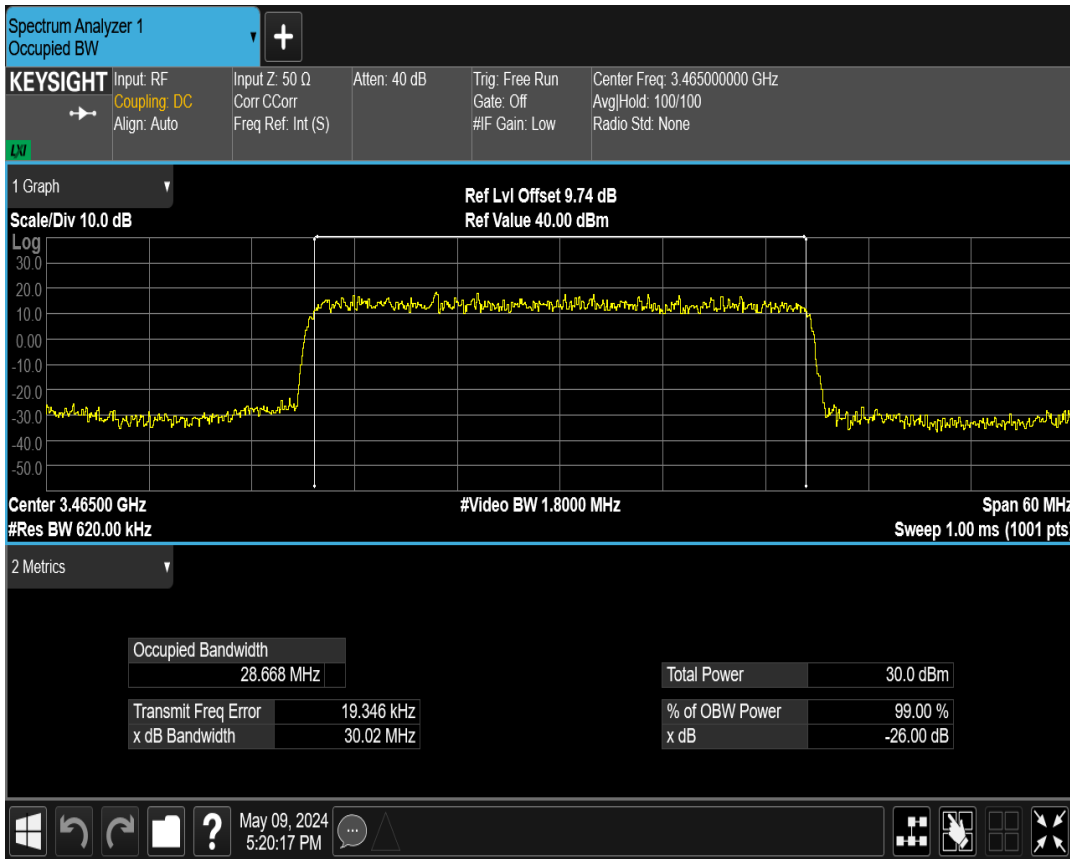 Spectrum Analyzer 1
Occupied BW
+
KEYSIGHT
LXI
Input: RF
Coupling: DC
Align: Auto
Input Z: 50 Ω
Corr CCorr
Freq Ref: Int (S)
Atten: 40 dB
Trig: Free Run
Gate: Off
#IF Gain: Low
Center Freq: 3.465000000 GHz
Avg|Hold: 100/100
Radio Std: None
1 Graph
Scale/Div 10.0 dB
Ref Lvl Offset 9.74 dB
Ref Value 40.00 dBm
Log
30.0
20.0
10.0
0.00
-10.0
-20.0
-30.0
-40.0
-50.0
Center 3.46500 GHz
#Video BW 1.8000 MHz
Span 60 MHz
#Res BW 620.00 kHz
Sweep 1.00 ms (1001 pts)
2 Metrics
Occupied Bandwidth
28.668 MHz
Transmit Freq Error 19.346 kHz
x dB Bandwidth 30.02 MHz
Total Power 30.0 dBm
% of OBW Power 99.00 %
x dB -26.00 dB
?
May 09, 2024
5:20:17 PM